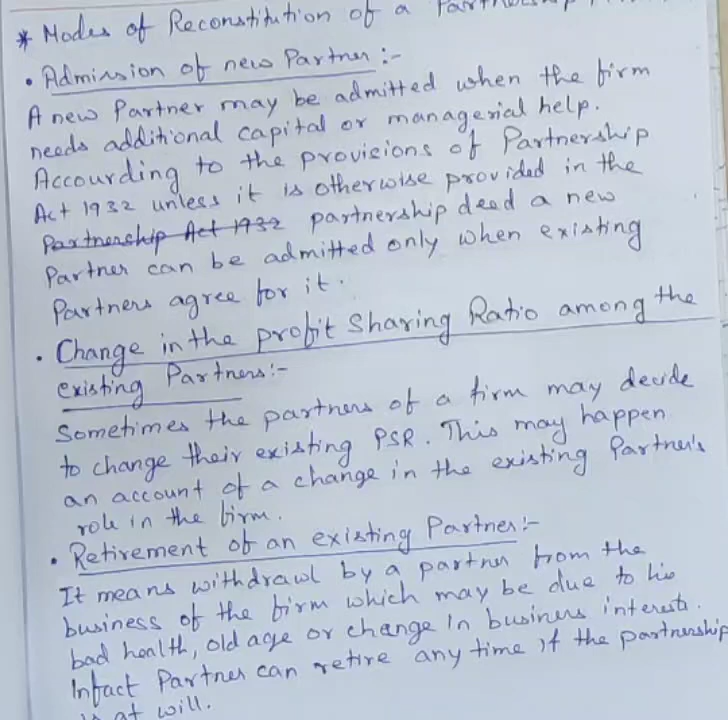 * Modes of Reconstitution of a Partnership
• Admission of new Partner :-
A new Partner may be admitted when the firm
needs additional capital or managerial help.
Accourding to the provisions of Partnership
Act 1932 unless it is otherwise provided in the
Partnership Act 1932 partnership deed a new
Partner can be admitted only when existing
Partners agree for it.
• Change in the profit Sharing Ratio among the
existing Partners:-
Sometimes the partners of a firm may decide
to change their existing PSR. This may happen
an account of a change in the existing Partner's
role in the firm.
• Retirement of an existing Partner:-
It means withdrawl by a partner from the
business of the firm which may be due to his
bad health, old age or change in business interests.
Infact Partner can retire any time if the partnership
is at will.